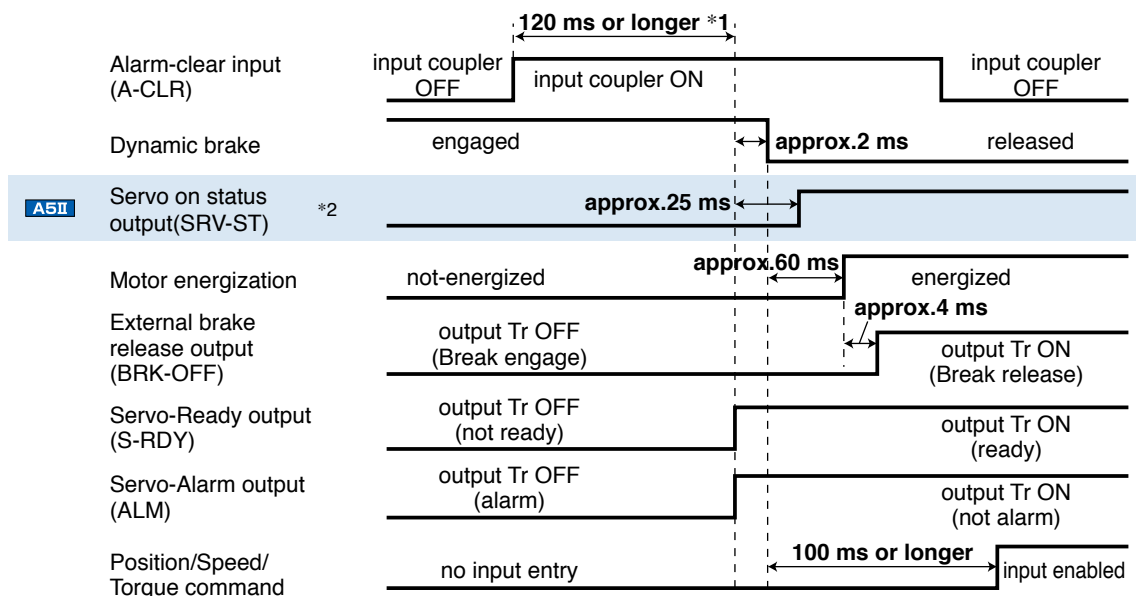 120 ms or longer *1
Alarm-clear input
(A-CLR)
input coupler
OFF
input coupler ON
input coupler
OFF
Dynamic brake
engaged
approx.2 ms
released
A5II
Servo on status
output(SRV-ST)
*2
approx.25 ms
Motor energization
not-energized
approx.60 ms
energized
External brake
release output
(BRK-OFF)
output Tr OFF
(Break engage)
approx.4 ms
output Tr ON
(Break release)
Servo-Ready output
(S-RDY)
output Tr OFF
(not ready)
output Tr ON
(ready)
Servo-Alarm output
(ALM)
output Tr OFF
(alarm)
output Tr ON
(not alarm)
Position/Speed/
Torque command
no input entry
100 ms or longer
input enabled